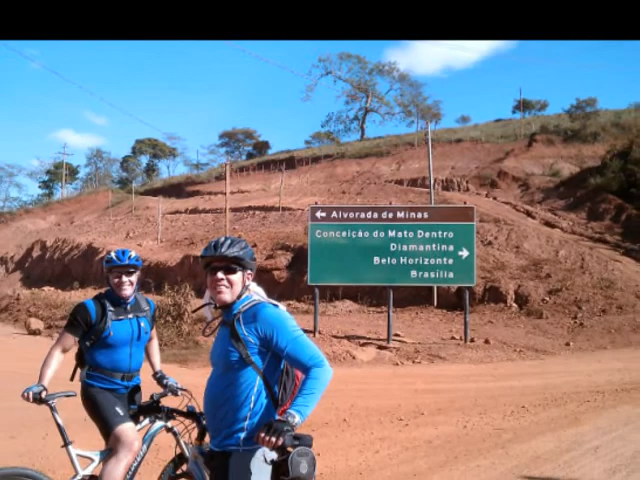 Alvorada de Minas
Conceição do Mato Dentro
Diamantina
Belo Horizonte
Brasília